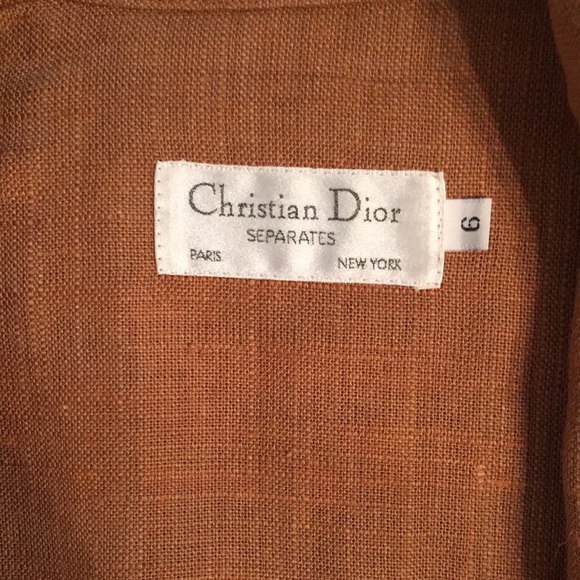 Christian Dior
SEPARATES
PARIS NEW YORK
6